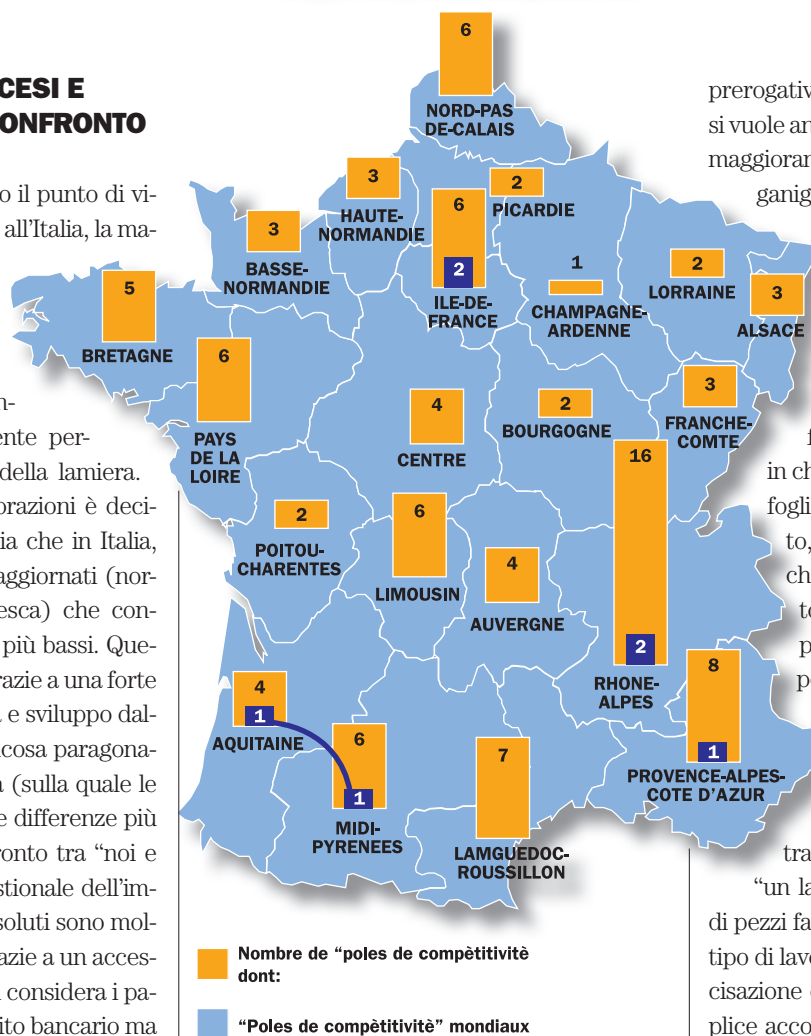 CESI E
ONFRONTO
o il punto di vi-
all'Italia, la ma-
n-
ente per-
della lamiera.
orazioni è deci-
ia che in Italia,
aggiornati (nor-
esca) che con-
più bassi. Que-
razie a una forte
e sviluppo dal-
cosa paragona-
a (sulla quale le
e differenze più
ronto tra “noi e
stionale dell'im-
soluti sono mol-
azie a un acces-
considera i pa-
ito bancario ma
6
NORD-PAS
DE-CALAIS
3
HAUTE-
NORMANDIE
2
PICARDIE
3
BASSE-
NORMANDIE
6
2
ILE-DE-
FRANCE
1
CHAMPAGNE-
ARDENNE
2
LORRAINE
3
ALSACE
5
BRETAGNE
6
PAYS
DE LA
LOIRE
4
CENTRE
2
BOURGOGNE
3
FRANCHE-
COMTE
2
POITOU-
CHARENTES
6
LIMOUSIN
4
AUVERGNE
16
2
RHONE-
ALPES
4
1
AQUITAINE
6
1
MIDI-
PYRENEES
7
LAMGUEDOC-
ROUSSILLON
8
1
PROVENCE-ALPES-
COTE D'AZUR
Nombre de “poles de compètitivitè
dont:
“Poles de compètitivitè” mondiaux
prerogativ
si vuole an
maggioran
ganig
f
in ch
fogli
to,
ch
to
p
pe
tra
“un la
di pezzi fa
tipo di lavo
cisazione
plice acco